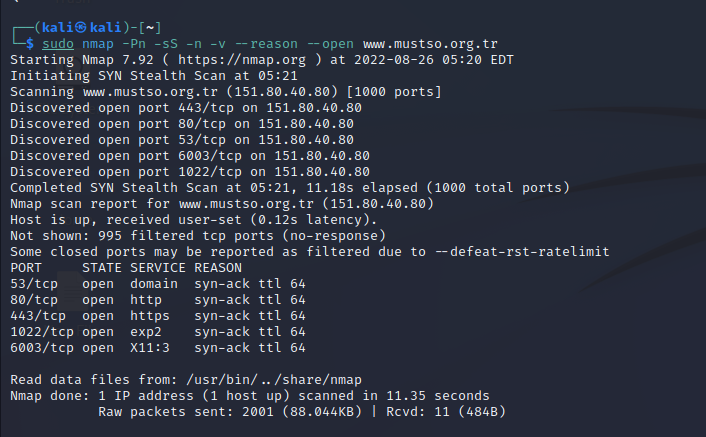 ┌──(kali㉿kali)-[~]
└─$ sudo nmap -Pn -sS -n -v --reason --open www.mustso.org.tr
Starting Nmap 7.92 ( https://nmap.org ) at 2022-08-26 05:20 EDT
Initiating SYN Stealth Scan at 05:21
Scanning www.mustso.org.tr (151.80.40.80) [1000 ports]
Discovered open port 443/tcp on 151.80.40.80
Discovered open port 80/tcp on 151.80.40.80
Discovered open port 53/tcp on 151.80.40.80
Discovered open port 6003/tcp on 151.80.40.80
Discovered open port 1022/tcp on 151.80.40.80
Completed SYN Stealth Scan at 05:21, 11.18s elapsed (1000 total ports)
Nmap scan report for www.mustso.org.tr (151.80.40.80)
Host is up, received user-set (0.12s latency).
Not shown: 995 filtered tcp ports (no-response)
Some closed ports may be reported as filtered due to --defeat-rst-ratelimit
PORT     STATE SERVICE REASON
53/tcp   open  domain  syn-ack ttl 64
80/tcp   open  http    syn-ack ttl 64
443/tcp  open  https   syn-ack ttl 64
1022/tcp open  exp2    syn-ack ttl 64
6003/tcp open  X11:3   syn-ack ttl 64
Read data files from: /usr/bin/../share/nmap
Nmap done: 1 IP address (1 host up) scanned in 11.35 seconds
Raw packets sent: 2001 (88.044KB) | Rcvd: 11 (484B)